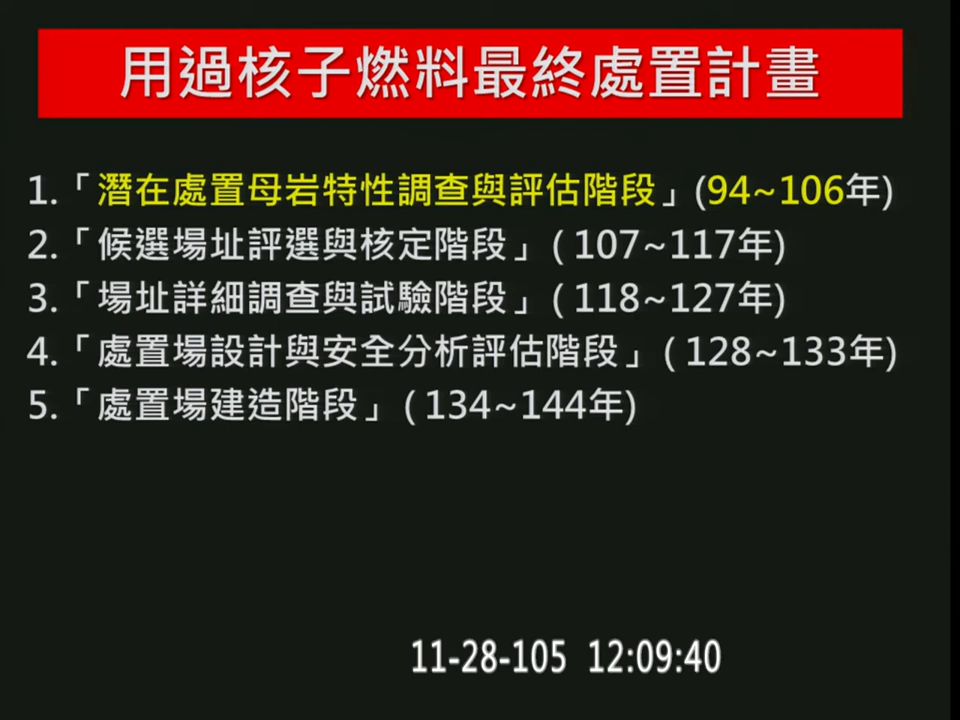 用過核子燃料最終處置計畫
1.「潛在處置母岩特性調查與評估階段」(94~106年)
2.「候選場址評選與核定階段」( 107~117年)
3.「場址詳細調查與試驗階段」( 118~127年)
4.「處置場設計與安全分析評估階段」( 128~133年)
5.「處置場建造階段」( 134~144年)
11-28-105 12:09:40